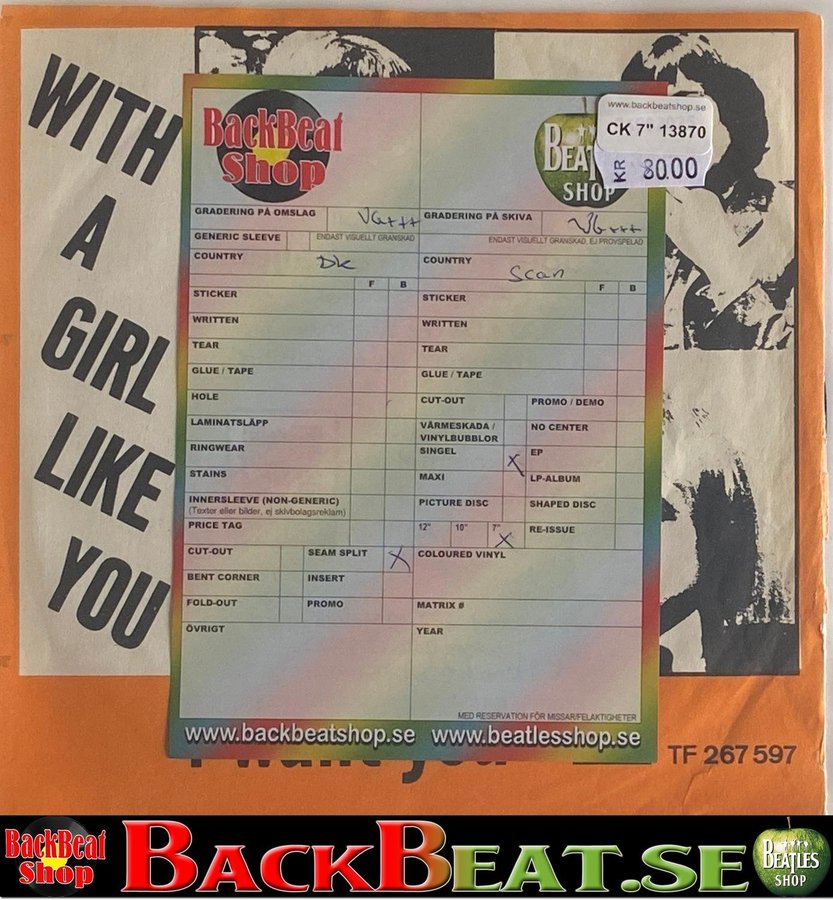 WITH
A
GIRL
LIKE
YOU
BackBeat
Shop
SHOP
www.backbeatshop.se
CK 7" 13870
KR 80.00
GRADERING PÅ OMSLAG VG+++
GENERIC SLEEVE ENDAST VISUELLT GRANSKAD
COUNTRY DK
F B
STICKER
WRITTEN
TEAR
GLUE / TAPE
HOLE
LAMINATSLÄPP
RINGWEAR
STAINS
INNERSLEEVE (NON-GENERIC)
(Texter eller bilder, ej skivbolagsreklam)
PRICE TAG
CUT-OUT SEAM SPLIT X
BENT CORNER INSERT
FOLD-OUT PROMO
ÖVRIGT
GRADERING PÅ SKIVA VG+++
ENDAST VISUELLT GRANSKAD, EJ PROVSPELAD
COUNTRY Scan
F B
STICKER
WRITTEN
TEAR
GLUE / TAPE
CUT-OUT PROMO / DEMO
VÄRMESKADA / NO CENTER
VINYLBUBBLOR
SINGEL X EP
MAXI LP-ALBUM
PICTURE DISC SHAPED DISC
12" 10" 7" X RE-ISSUE
COLOURED VINYL
MATRIX #
YEAR
MED RESERVATION FÖR MISSAR/FELAKTIGHETER
www.backbeatshop.se www.beatlesshop.se
I want you
TF 267 597
BackBeat
Shop
BACKBEAT.SE
BEATLES
SHOP